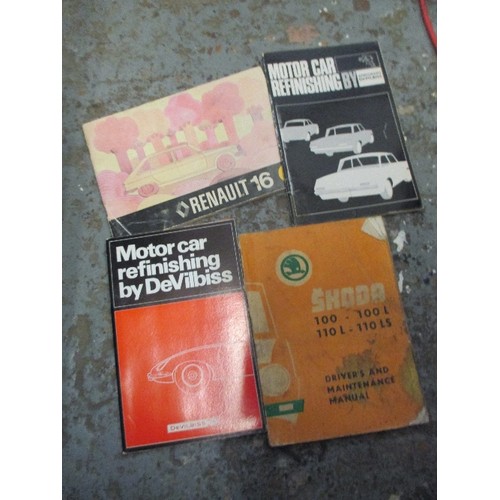 RENAULT 16
MOTOR CAR
REFINISHING BY
Motor car
refinishing
by DeVilbiss
DeVilbiss
ŠKODA
100 - 100 L
110 L - 110 LS
DRIVER'S AND
MAINTENANCE
MANUAL